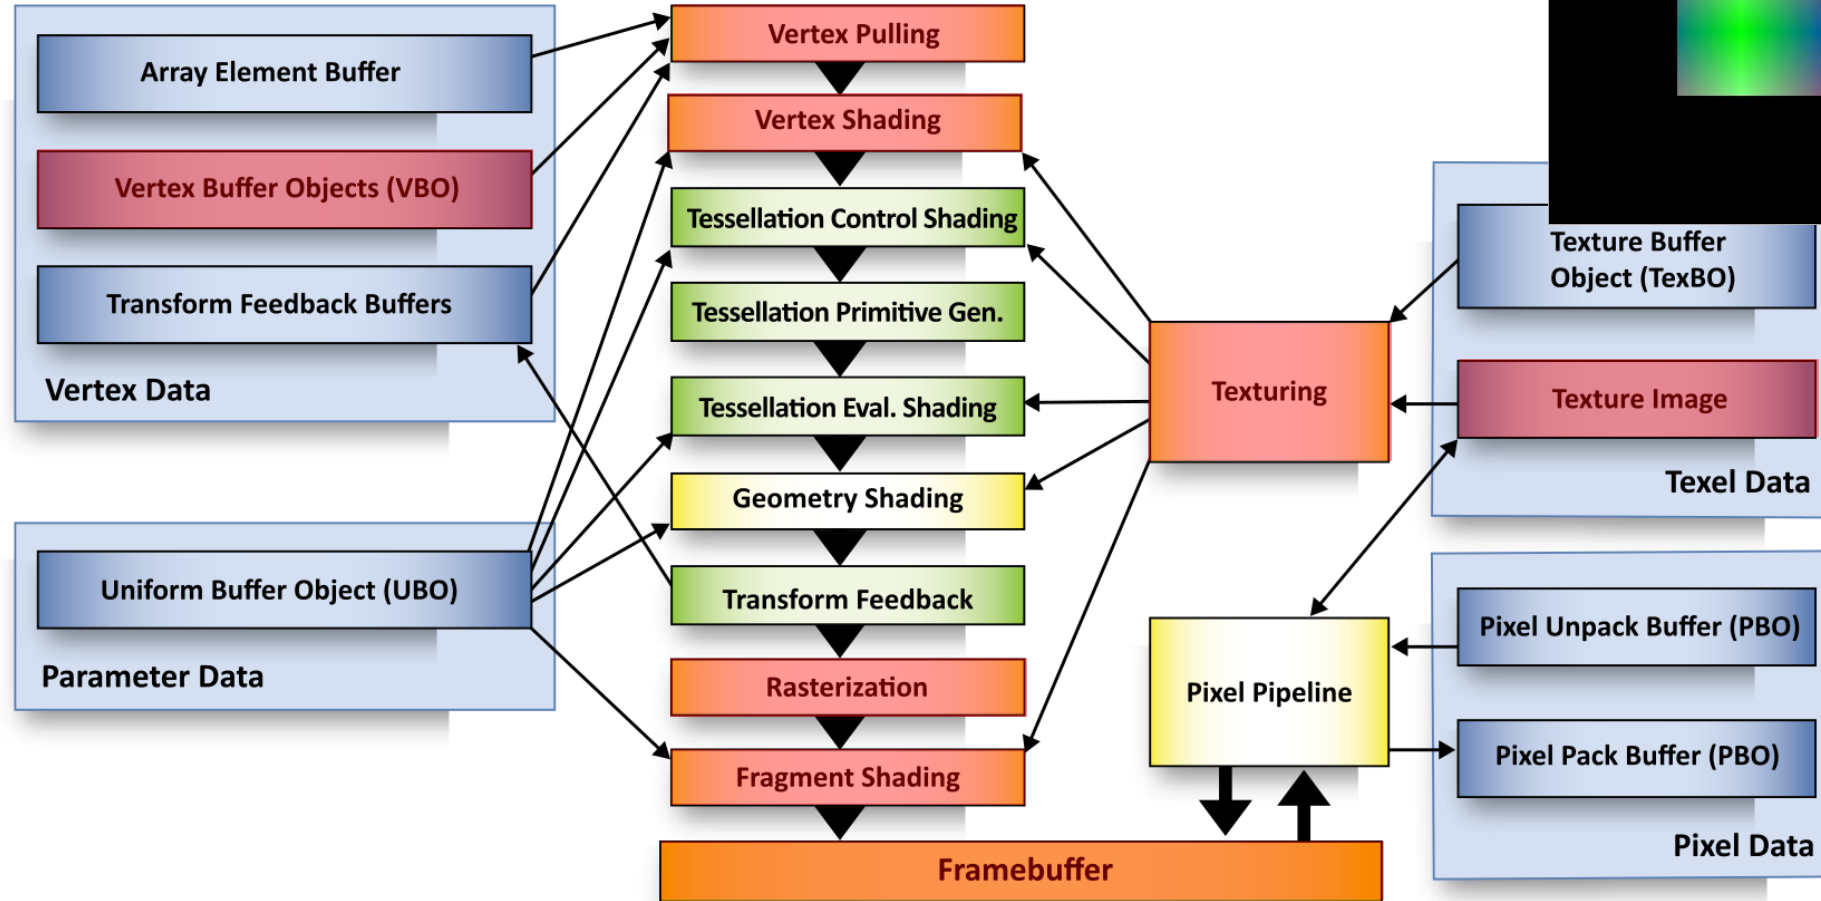 Array Element Buffer
Vertex Buffer Objects (VBO)
Transform Feedback Buffers
Vertex Data
Uniform Buffer Object (UBO)
Parameter Data
Vertex Pulling
Vertex Shading
Tessellation Control Shading
Tessellation Primitive Gen.
Tessellation Eval. Shading
Geometry Shading
Transform Feedback
Rasterization
Fragment Shading
Framebuffer
Texturing
Pixel Pipeline
Texture Buffer
Object (TexBO)
Texture Image
Texel Data
Pixel Unpack Buffer (PBO)
Pixel Pack Buffer (PBO)
Pixel Data